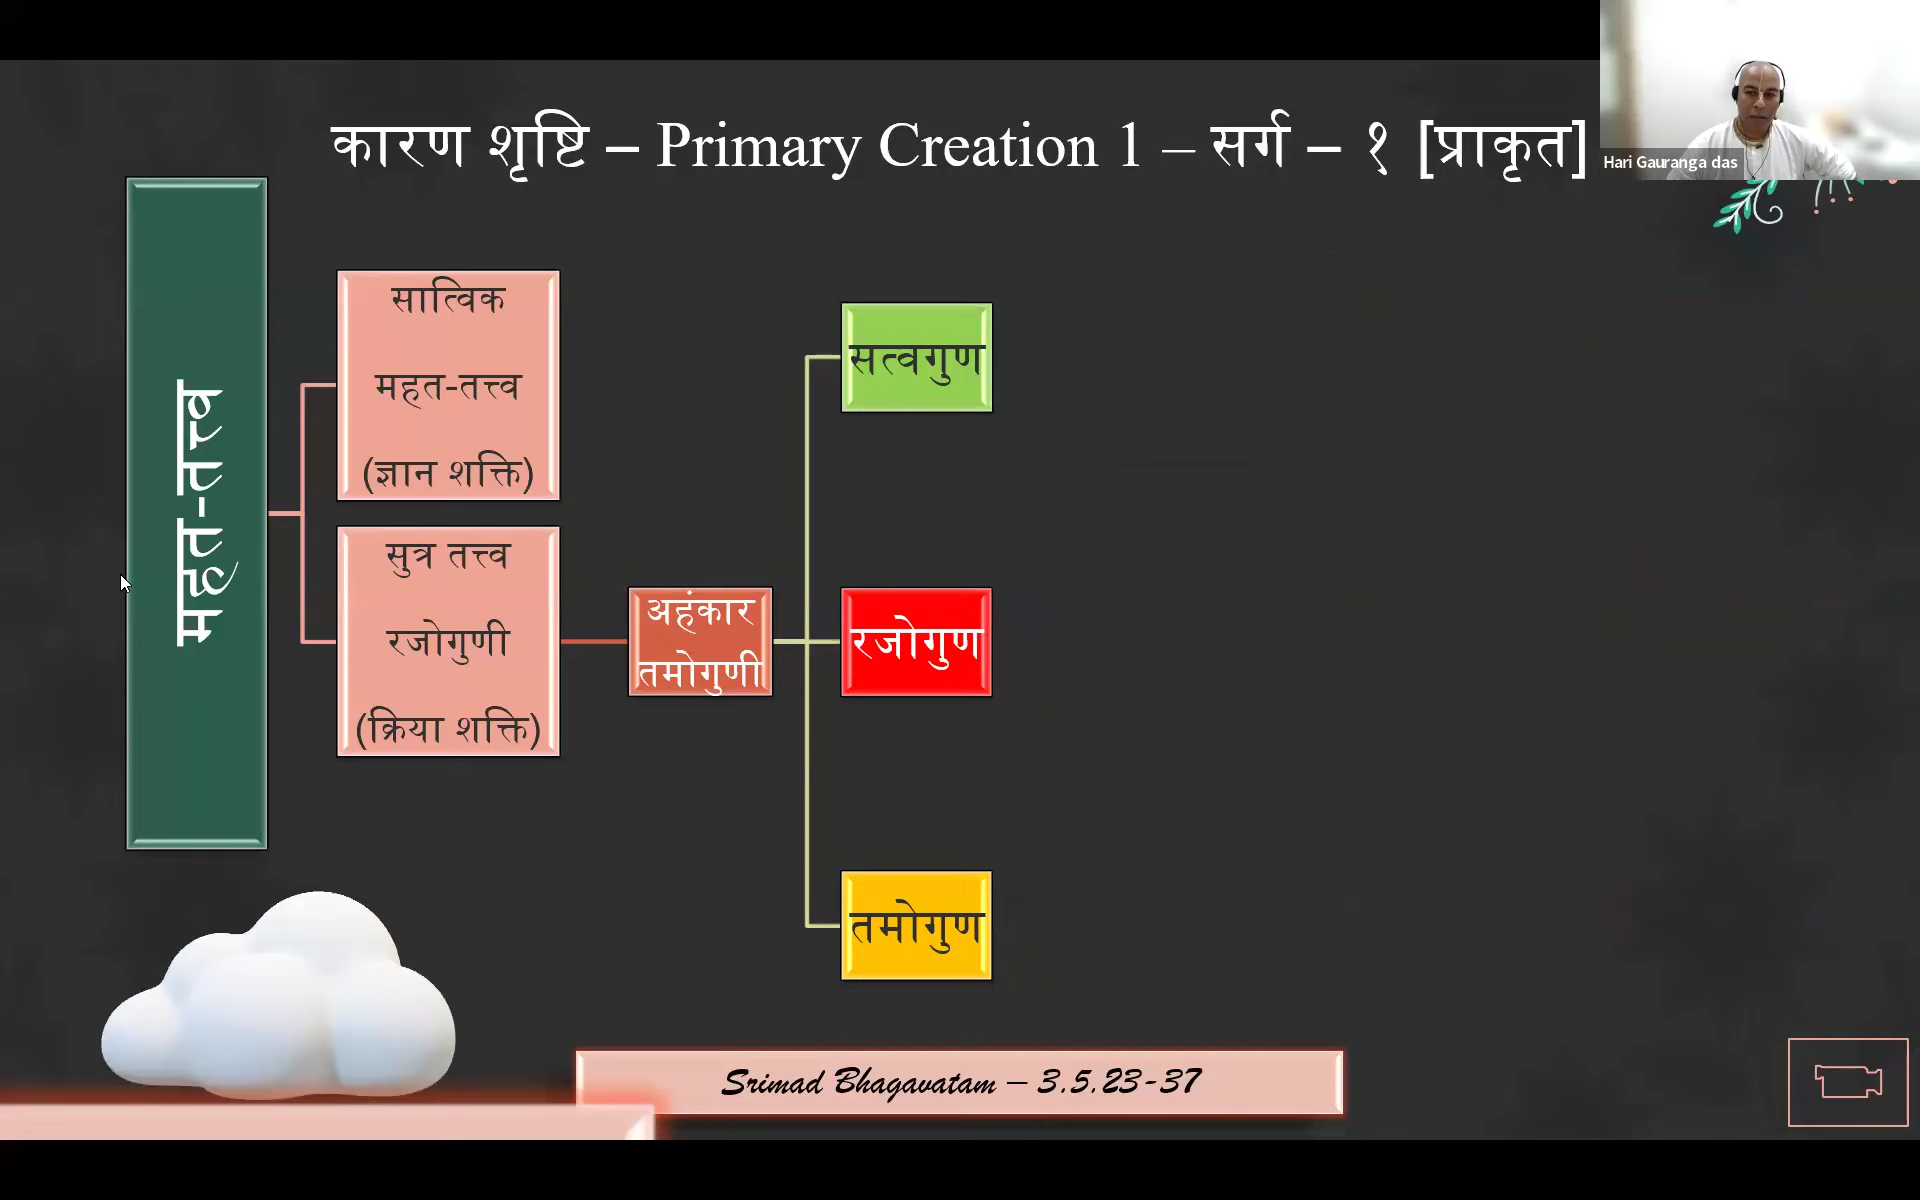 कारण शृष्टि – Primary Creation 1 – सर्ग – १ [प्राकृत]
Hari Gauranga das
महत-तत्त्व
सात्विक
महत-तत्त्व
(ज्ञान शक्ति)
सुत्र तत्त्व
रजोगुणी
(क्रिया शक्ति)
अहंकार
तमोगुणी
सत्वगुण
रजोगुण
तमोगुण
Srimad Bhagavatam – 3.5.23-37